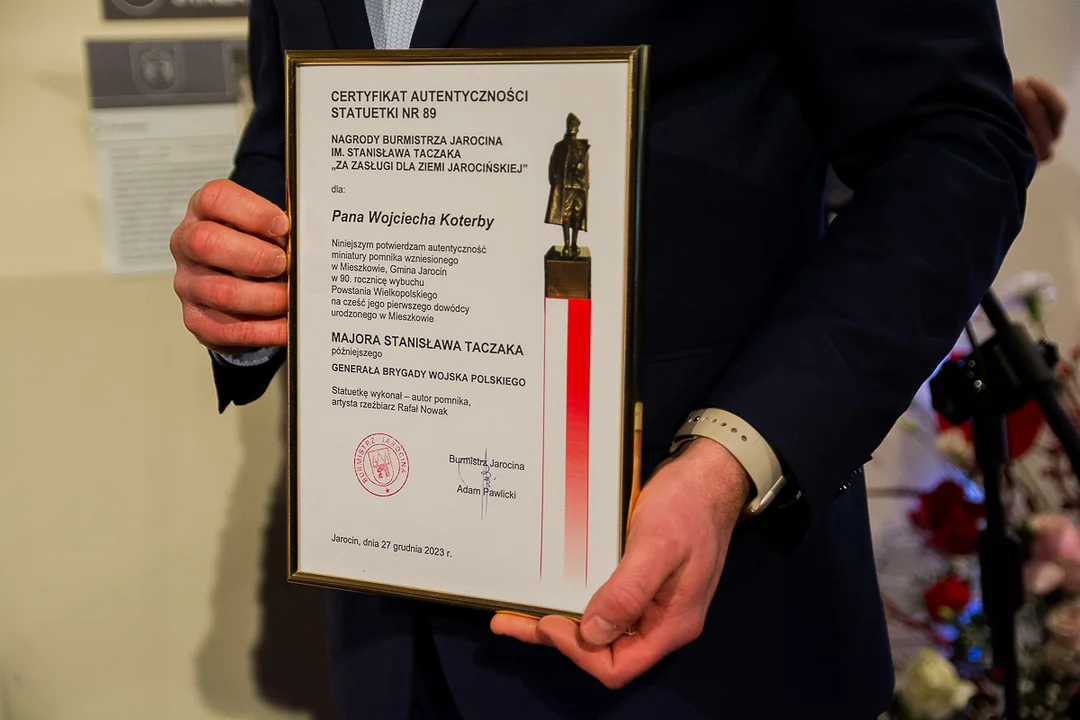 CERTYFIKAT AUTENTYCZNOŚCI
STATUETKI NR 89
NAGRODY BURMISTRZA JAROCINA
IM. STANISŁAWA TACZAKA
„ZA ZASŁUGI DLA ZIEMI JAROCIŃSKIEJ”
dla:
Pana Wojciecha Koterby
Niniejszym potwierdzam autentyczność
miniatury pomnika wzniesionego
w Mieszkowie, Gmina Jarocin
w 90. rocznicę wybuchu
Powstania Wielkopolskiego
na cześć jego pierwszego dowódcy
urodzonego w Mieszkowie
MAJORA STANISŁAWA TACZAKA
późniejszego
GENERAŁA BRYGADY WOJSKA POLSKIEGO
Statuetkę wykonał – autor pomnika,
artysta rzeźbiarz Rafał Nowak
BURMISTRZ JAROCINA
Burmistrz Jarocina
Adam Pawlicki
Jarocin, dnia 27 grudnia 2023 r.